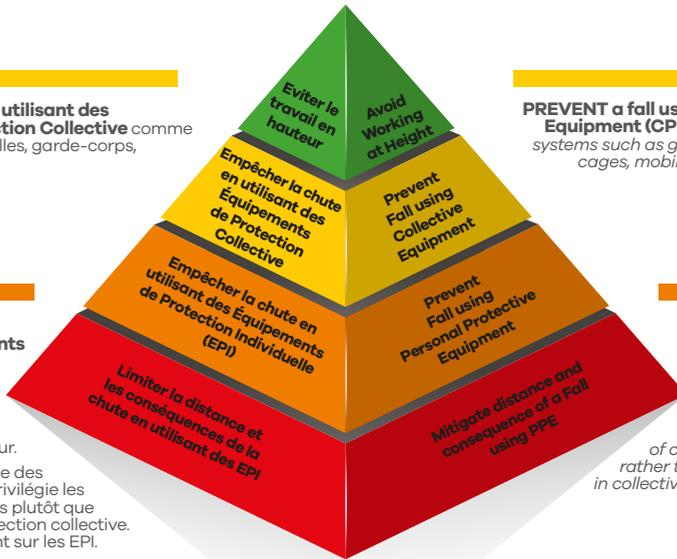 utilisant des
ction Collective comme
lles, garde-corps,
PREVENT a fall us
Equipment (CP
systems such as g
cages, mobi
Eviter le
travail en
hauteur
Avoid
Working
at Height
Empêcher la chute
en utilisant des
Équipements
de Protection
Collective
Prevent
Fall using
Collective
Equipment
Empêcher la chute en
utilisant des Équipements
de Protection Individuelle
(EPI)
Prevent
Fall using
Personal Protective
Equipment
nts
Limiter la distance et
les conséquences de la
chute en utilisant des EPI
Mitigate distance and
consequence of a Fall
using PPE
ur.
e des
rivilégie les
s plutôt que
ection collective.
nt sur les EPI.
of c
rather t
in collectiv